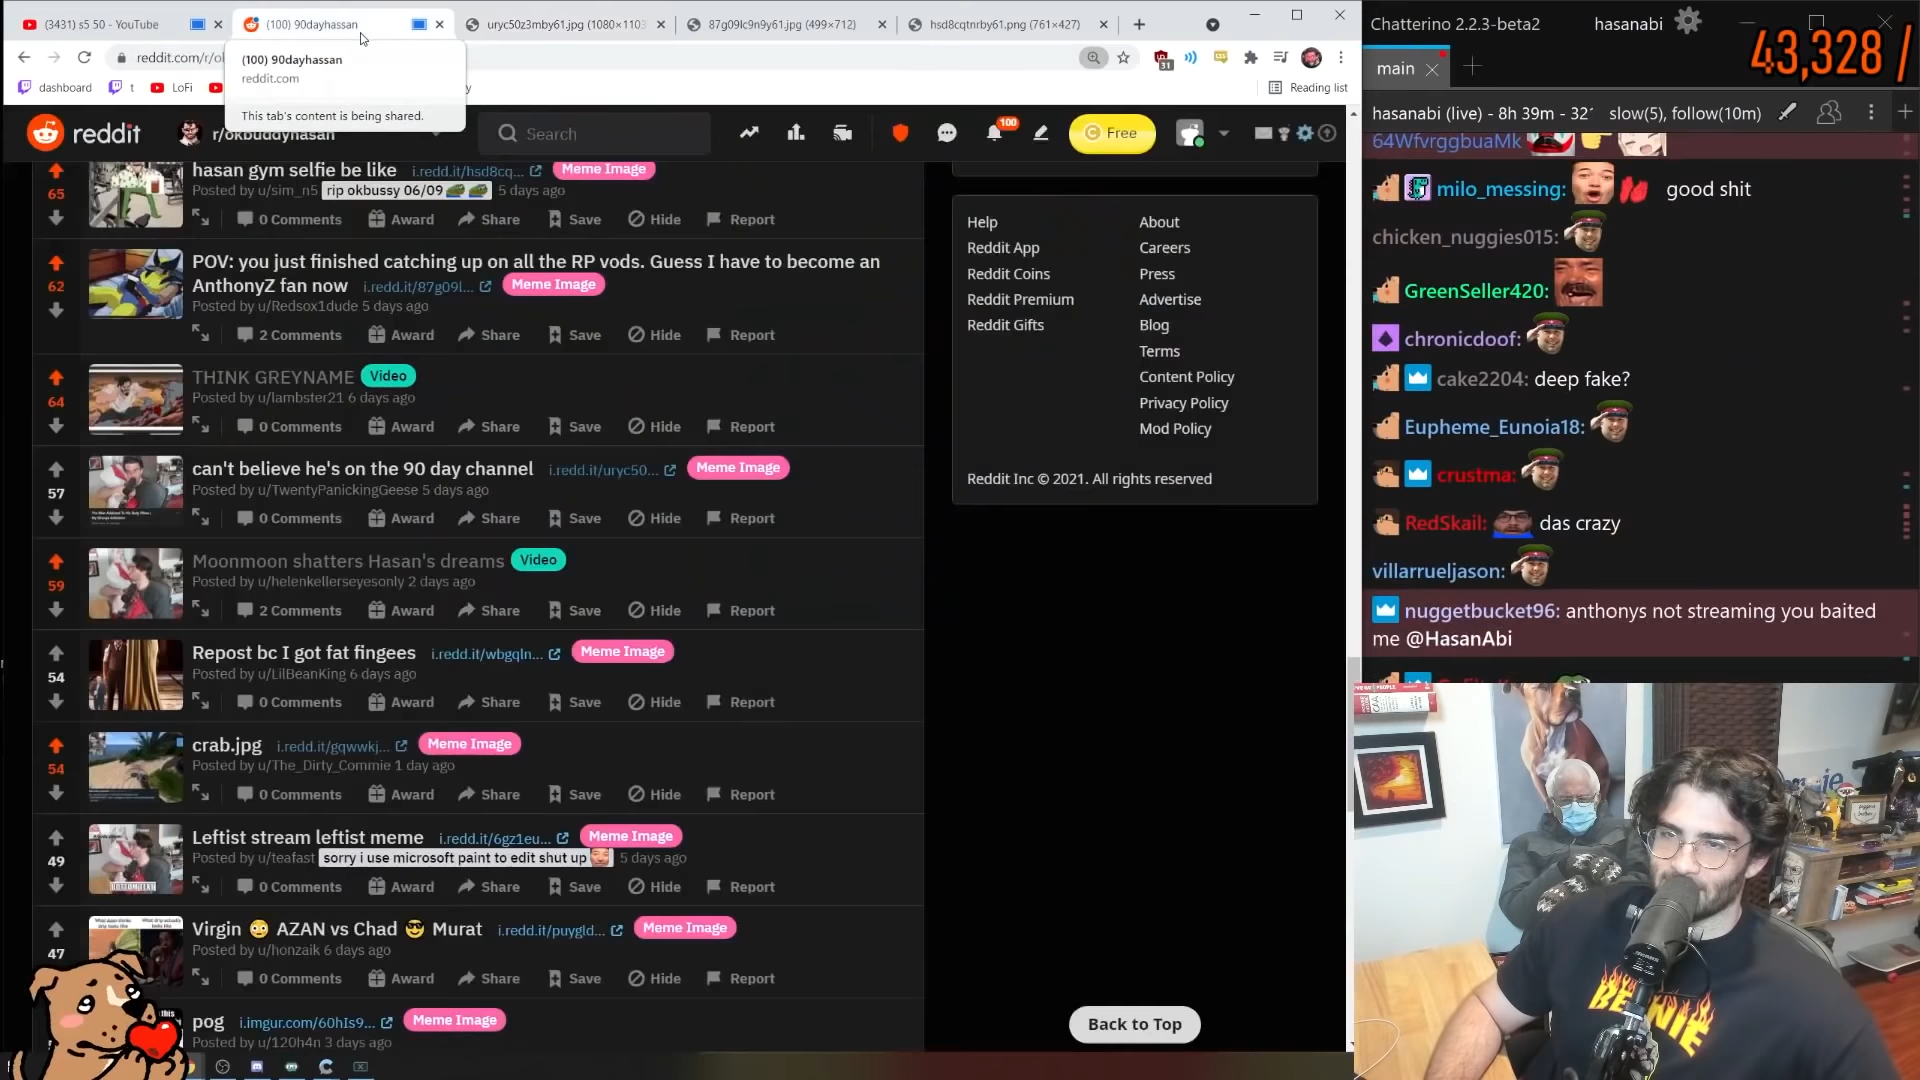 (3431) s5 50 - YouTube
(100) 90dayhassan
uryc50z3mby61.jpg (1080×1103
87g09lc9n9y61.jpg (499×712)
hsd8cqtnrby61.png (761×427)
reddit.com/r/o
31
(100) 90dayhassan
reddit.com
This tab's content is being shared.
dashboard
t
LoFi
Reading list
reddit
r/okbuddyhasan
Search
100
Free
65
hasan gym selfie be like
i.redd.it/hsd8cq...
Meme Image
Posted by u/sim_n5 rip okbussy 06/09 5 days ago
0 Comments Award Share Save Hide Report
62
POV: you just finished catching up on all the RP vods. Guess I have to become an
AnthonyZ fan now i.redd.it/87g09l... Meme Image
Posted by u/Redsox1dude 5 days ago
2 Comments Award Share Save Hide Report
64
THINK GREYNAME Video
Posted by u/lambster21 6 days ago
0 Comments Award Share Save Hide Report
57
can't believe he's on the 90 day channel i.redd.it/uryc50... Meme Image
Posted by u/TwentyPanickingGeese 5 days ago
0 Comments Award Share Save Hide Report
59
Moonmoon shatters Hasan's dreams Video
Posted by u/helenkellerseyesonly 2 days ago
2 Comments Award Share Save Hide Report
54
Repost bc I got fat fingees i.redd.it/wbgqln... Meme Image
Posted by u/LilBeanKing 6 days ago
0 Comments Award Share Save Hide Report
54
crab.jpg i.redd.it/gqwwkj... Meme Image
Posted by u/The_Dirty_Commie 1 day ago
0 Comments Award Share Save Hide Report
49
Leftist stream leftist meme i.redd.it/6gz1eu... Meme Image
Posted by u/teafast sorry i use microsoft paint to edit shut up 5 days ago
0 Comments Award Share Save Hide Report
47
Virgin AZAN vs Chad Murat i.redd.it/puygld... Meme Image
Posted by u/honzaik 6 days ago
0 Comments Award Share Save Hide Report
pog i.imgur.com/60hIs9... Meme Image
Posted by u/120h4n 3 days ago
Help
Reddit App
Reddit Coins
Reddit Premium
Reddit Gifts
About
Careers
Press
Advertise
Blog
Terms
Content Policy
Privacy Policy
Mod Policy
Reddit Inc © 2021. All rights reserved
Back to Top
Chatterino 2.2.3-beta2
hasanabi
43,328 /
main
hasanabi (live) - 8h 39m - 32' slow(5), follow(10m)
64WfvrggbuaMk
milo_messing: good shit
chicken_nuggies015:
GreenSeller420:
chronicdoof:
cake2204: deep fake?
Eupheme_Eunoia18:
crustma:
RedSkail: das crazy
villarrueljason:
nuggetbucket96: anthonys not streaming you baited
me @HasanAbi